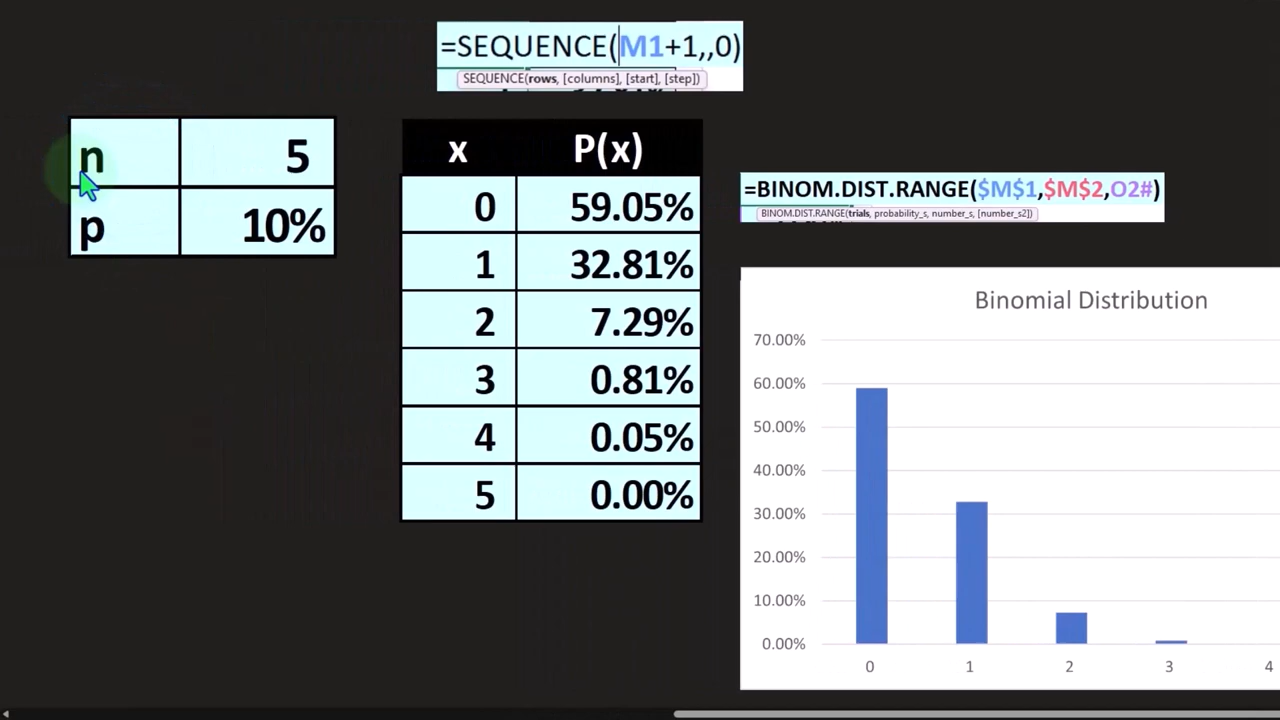 =SEQUENCE(M1+1,,0)
SEQUENCE(rows, [columns], [start], [step])
n 5
p 10%
x P(x)
0 59.05%
1 32.81%
2 7.29%
3 0.81%
4 0.05%
5 0.00%
=BINOM.DIST.RANGE($M$1,$M$2,O2#)
BINOM.DIST.RANGE(trials, probability_s, number_s, [number_s2])
Binomial Distribution
70.00%
60.00%
50.00%
40.00%
30.00%
20.00%
10.00%
0.00%
0 1 2 3 4